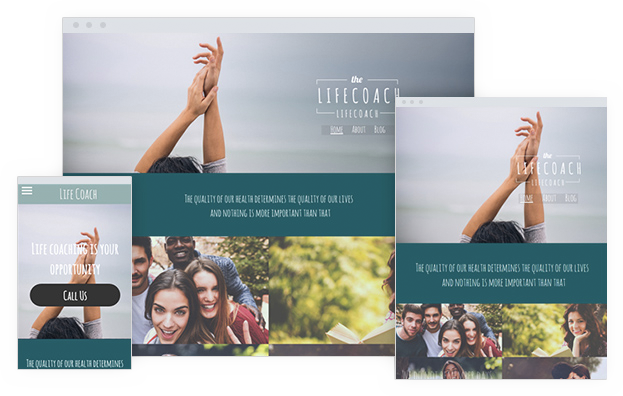 the
LIFECOACH
LIFECOACH
Home About Blog
The quality of our health determines the quality of our lives
and nothing is more important than that
Life Coach
Life coaching is your
opportunity
Call Us
The quality of our health determines
the
LIFECOACH
LIFECOACH
Home About Blog
The quality of our health determines the quality of our lives
and nothing is more important than that